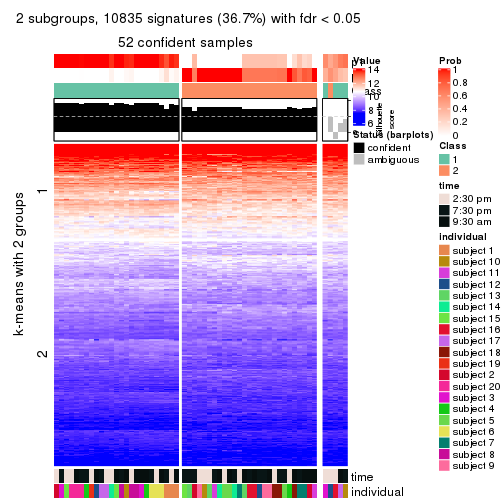 2 subgroups, 10835 signatures (36.7%) with fdr < 0.05
52 confident samples
k-means with 2 groups
1
2
time
individual
Value
14
12
10
8
6
silhouette
score
Status (barplots)
confident
ambiguous
Prob
1
0.8
0.6
0.4
0.2
0
Class
1
2
time
2:30 pm
7:30 pm
9:30 am
individual
subject 1
subject 10
subject 11
subject 12
subject 13
subject 14
subject 15
subject 16
subject 17
subject 18
subject 19
subject 2
subject 20
subject 3
subject 4
subject 5
subject 6
subject 7
subject 8
subject 9